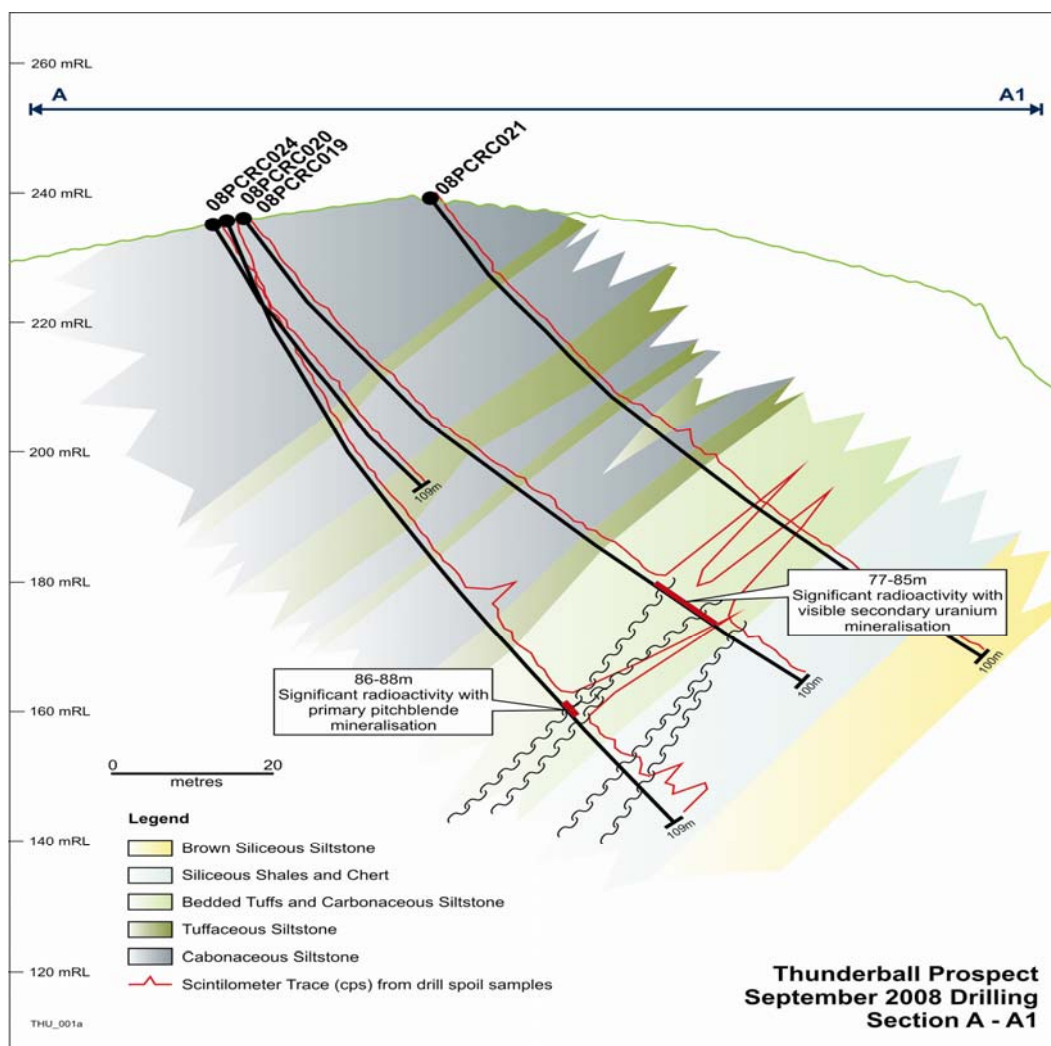 260 mRL
A
A1
08PCRC024
08PCRC020
08PCRC019
08PCRC021
240 mRL
220 mRL
200 mRL
109m
180 mRL
77-85m
Significant radioactivity with
visible secondary uranium
mineralisation
100m
100m
86-88m
Significant radioactivity with
primary pitchblende
mineralisation
160 mRL
0
20
metres
109m
140 mRL
Legend
Brown Siliceous Siltstone
Siliceous Shales and Chert
Bedded Tuffs and Carbonaceous Siltstone
Tuffaceous Siltstone
Cabonaceous Siltstone
Scintilometer Trace (cps) from drill spoil samples
120 mRL
Thunderball Prospect
September 2008 Drilling
Section A - A1
THU_001a